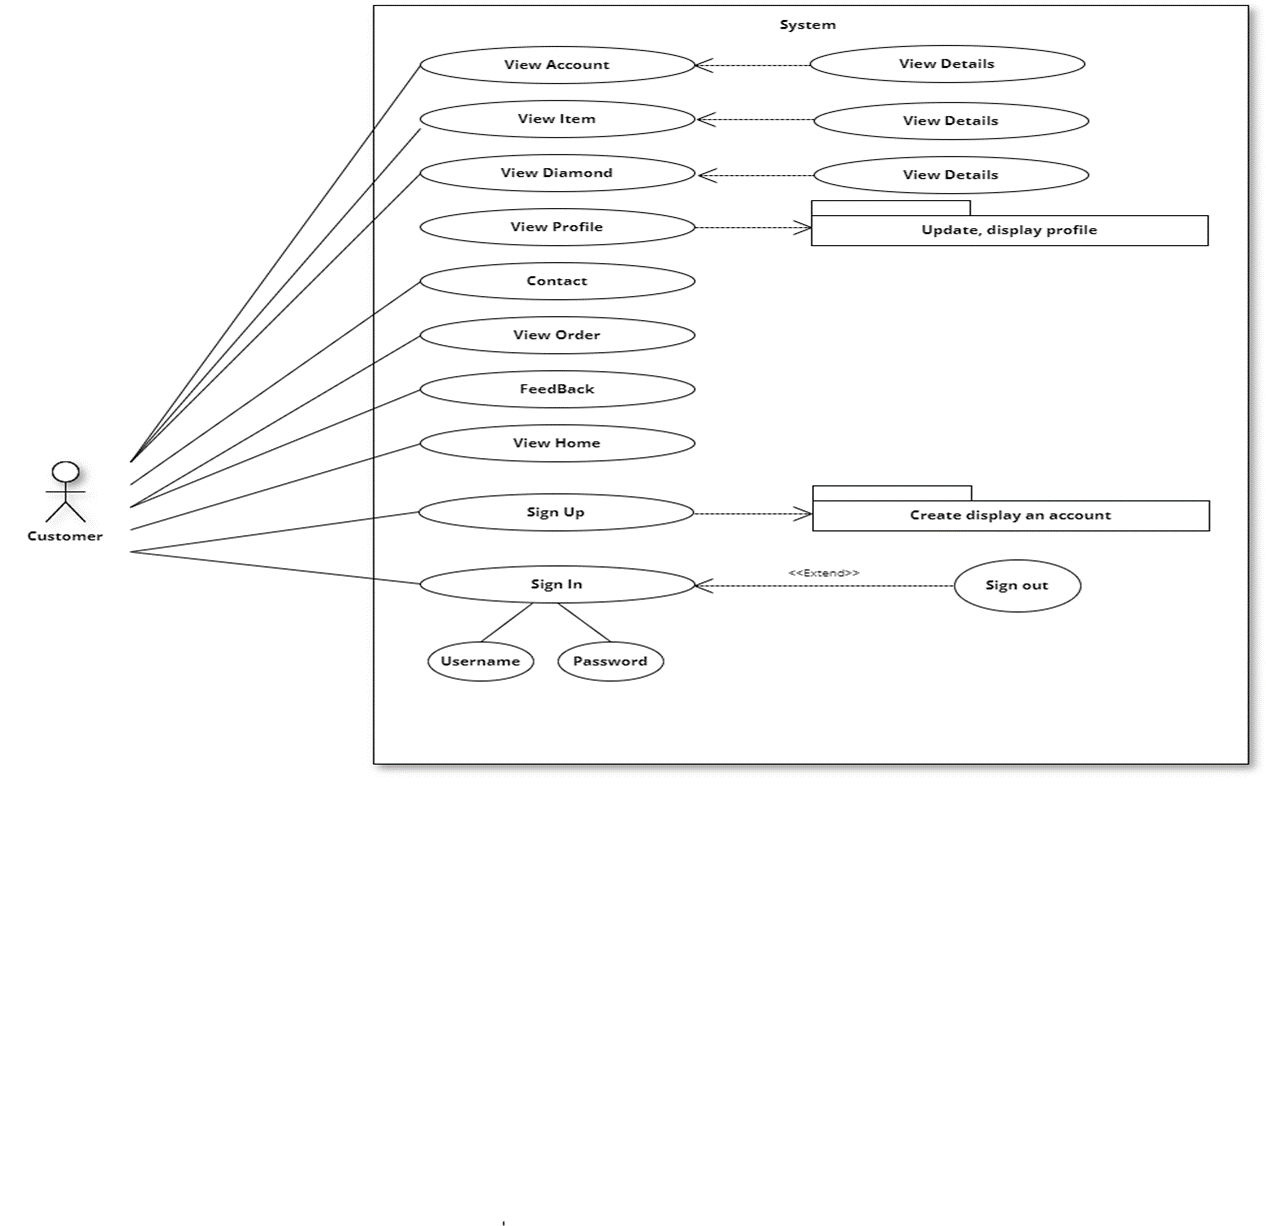 System
View Account
View Details
View Item
View Details
View Diamond
View Details
View Profile
Update, display profile
Contact
View Order
FeedBack
View Home
Sign Up
Create display an account
Customer
<<Extend>>
Sign In
Sign out
Username
Password